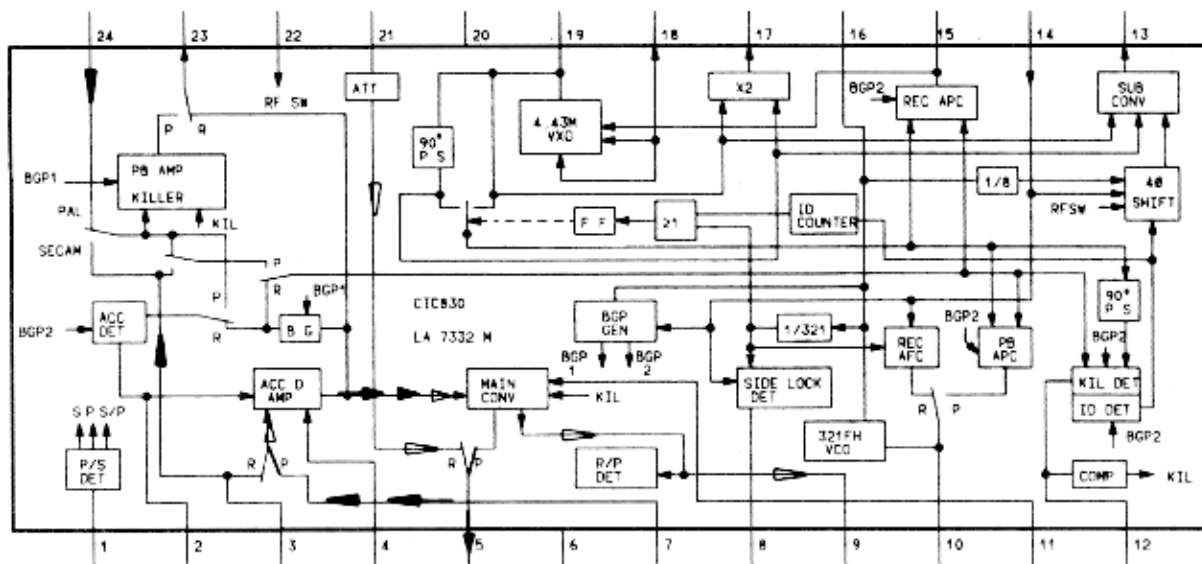 24 23 22 21 20 19 18 17 16 15 14 13
RF SW
ATT
X2
BGP2
REC APC
SUB CONV
P R
4.43M VXO
90° P S
BGP1
PB AMP KILLER
1/8
40 SHIFT
RFSW
PAL
KIL
F F
≥1
ID COUNTER
SECAM
P
P
R
BGP1
CIC830
BGP GEN
90° P S
BGP2
ACC DET
B G
LA 7332 M
1/321
REC AFC
BGP2
PB APC
BGP2
BGP 1
BGP 2
ACC D AMP
MAIN CONV
KIL
SIDE LOCK DET
KIL DET
S P S/P
R P
ID DET
R P
R P
321FH VCO
BGP2
P/S DET
R/P DET
COMP
KIL
1 2 3 4 5 6 7 8 9 10 11 12